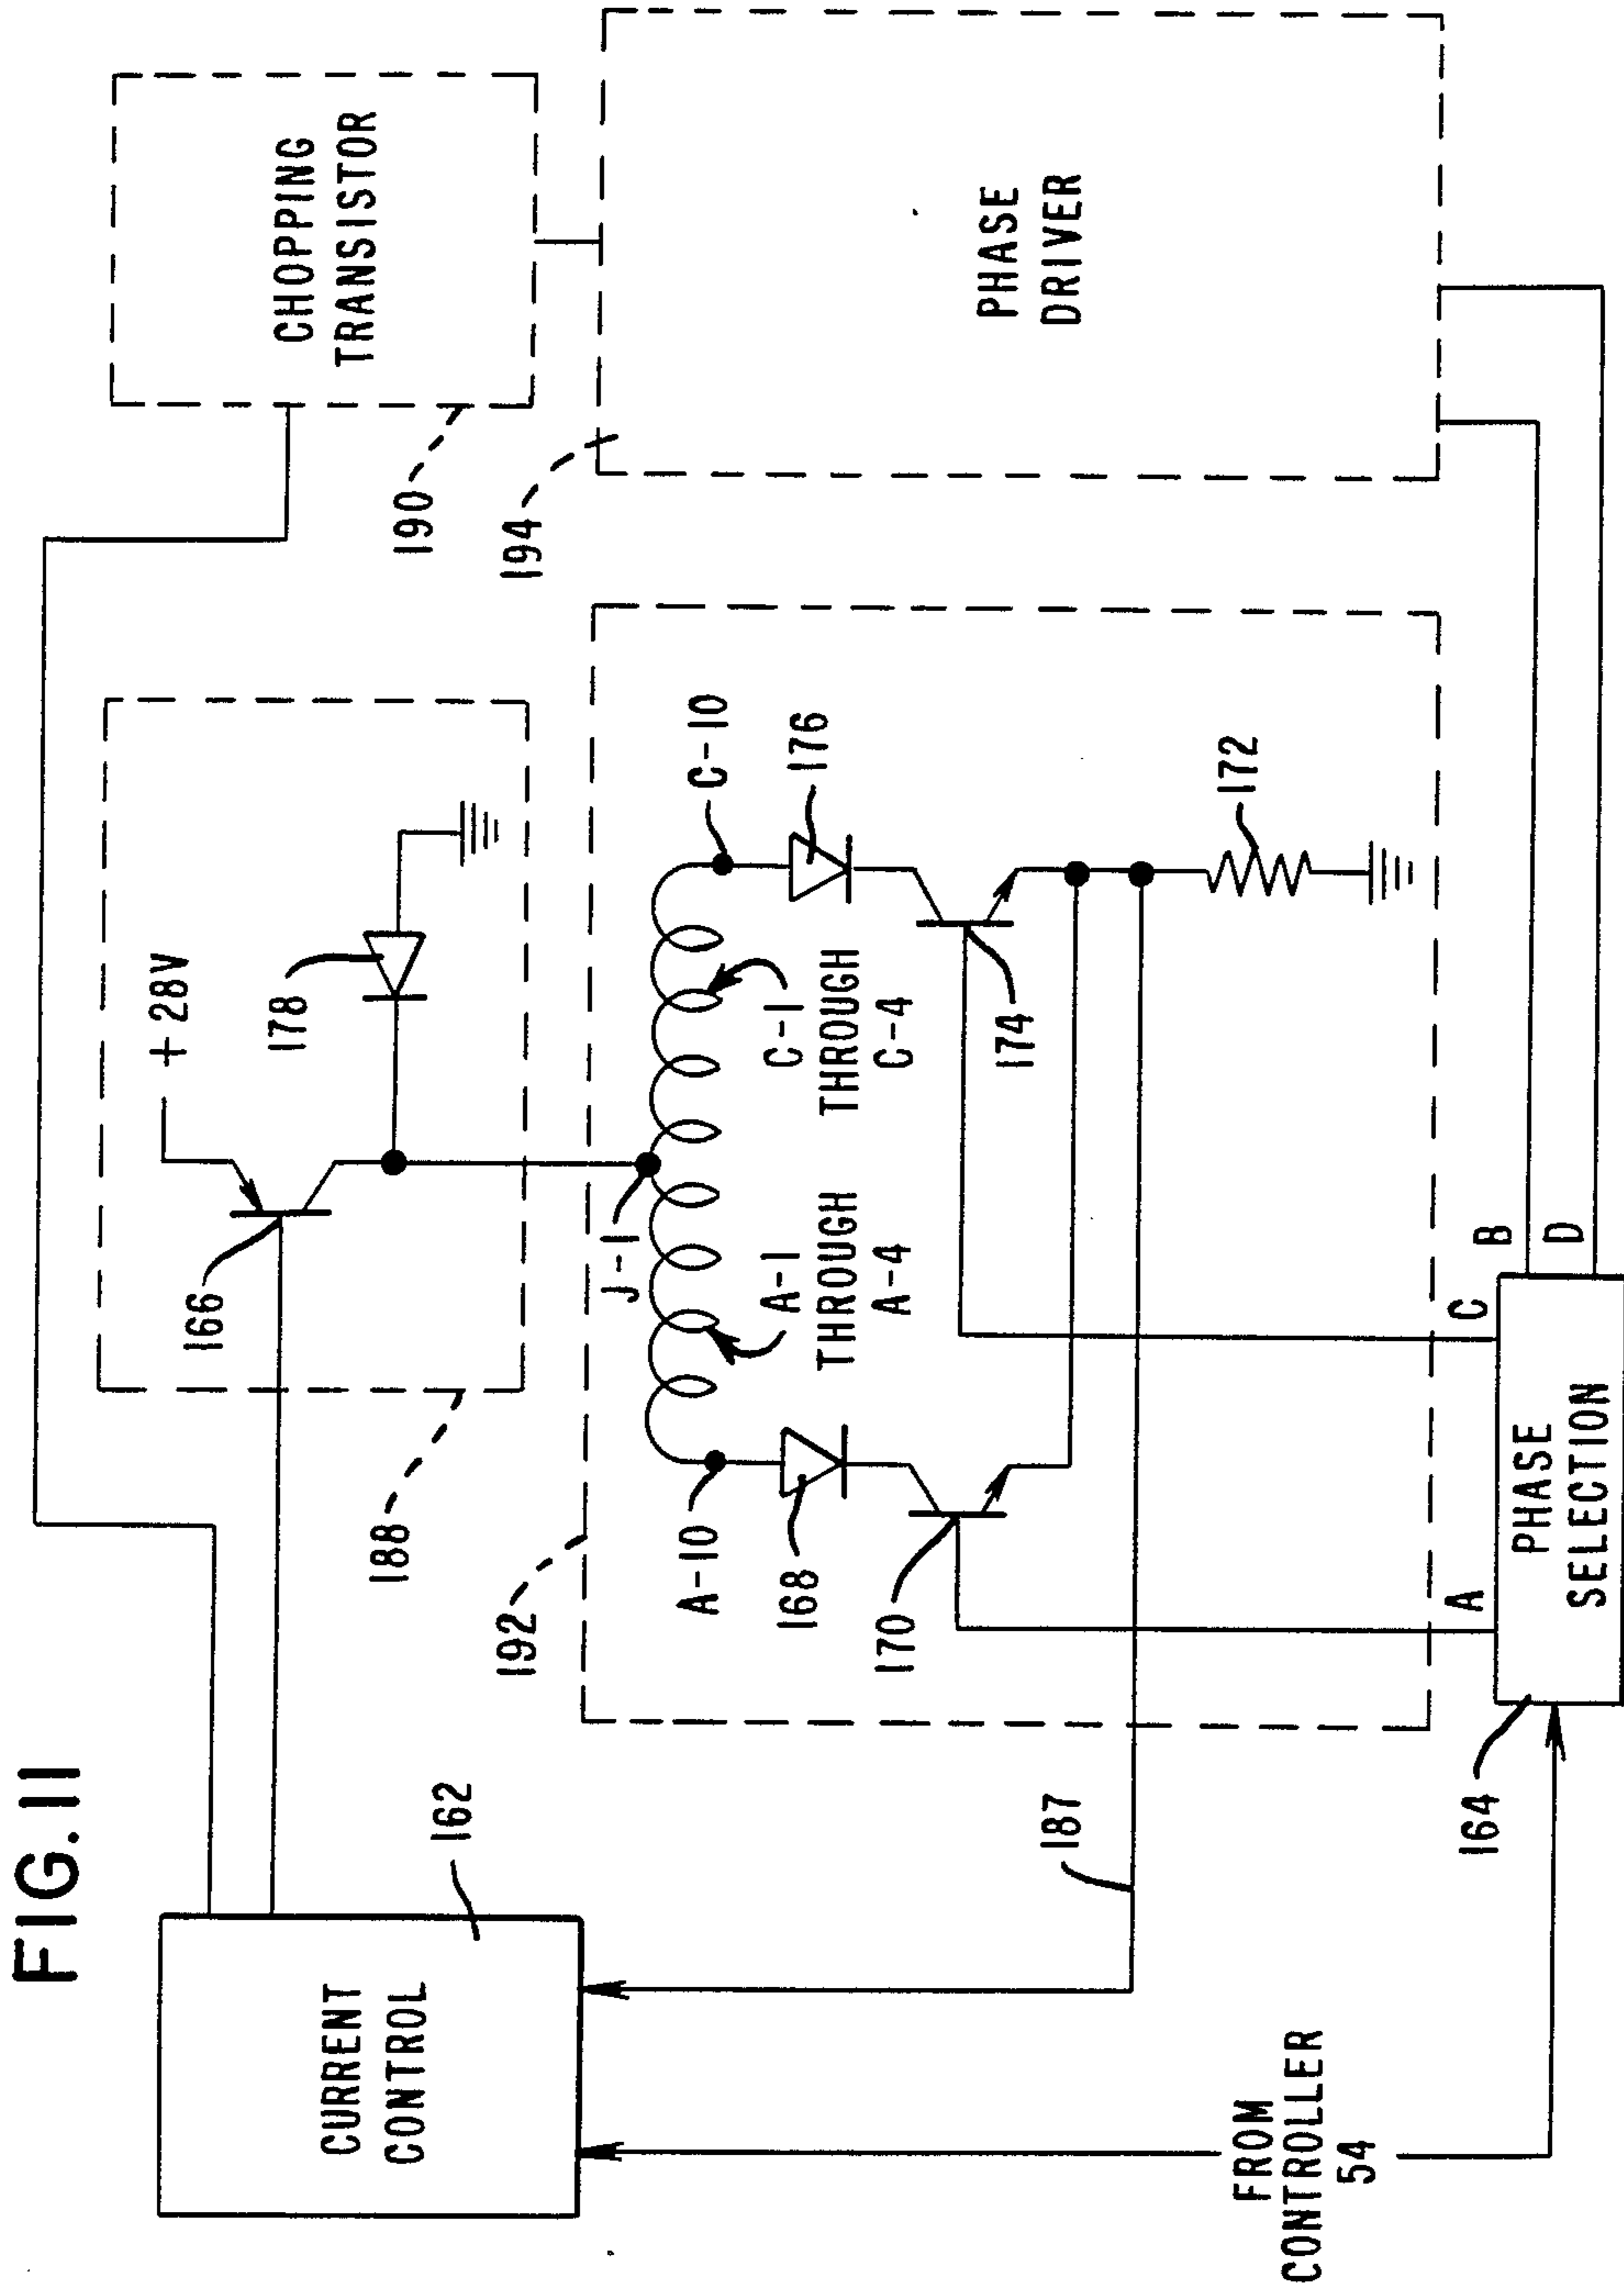 FIG. 11
CURRENT
CONTROL
162
FROM
CONTROLLER
54
187
164
PHASE
SELECTION
A
C
B
D
188
166
+28V
178
192
J-1
A-10
A-1
THROUGH
A-4
C-1
THROUGH
C-4
C-10
168
176
170
174
172
190
CHOPPING
TRANSISTOR
194
PHASE
DRIVER